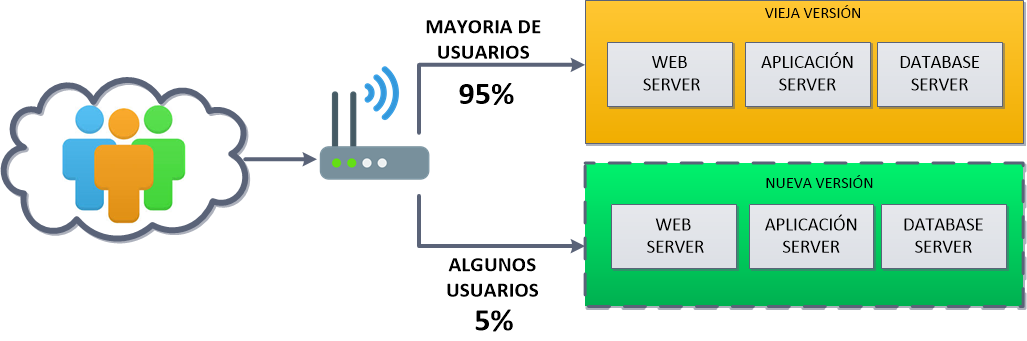 MAYORIA DE
USUARIOS
95%
VIEJA VERSIÓN
WEB
SERVER
APLICACIÓN
SERVER
DATABASE
SERVER
NUEVA VERSIÓN
WEB
SERVER
APLICACIÓN
SERVER
DATABASE
SERVER
ALGUNOS
USUARIOS
5%